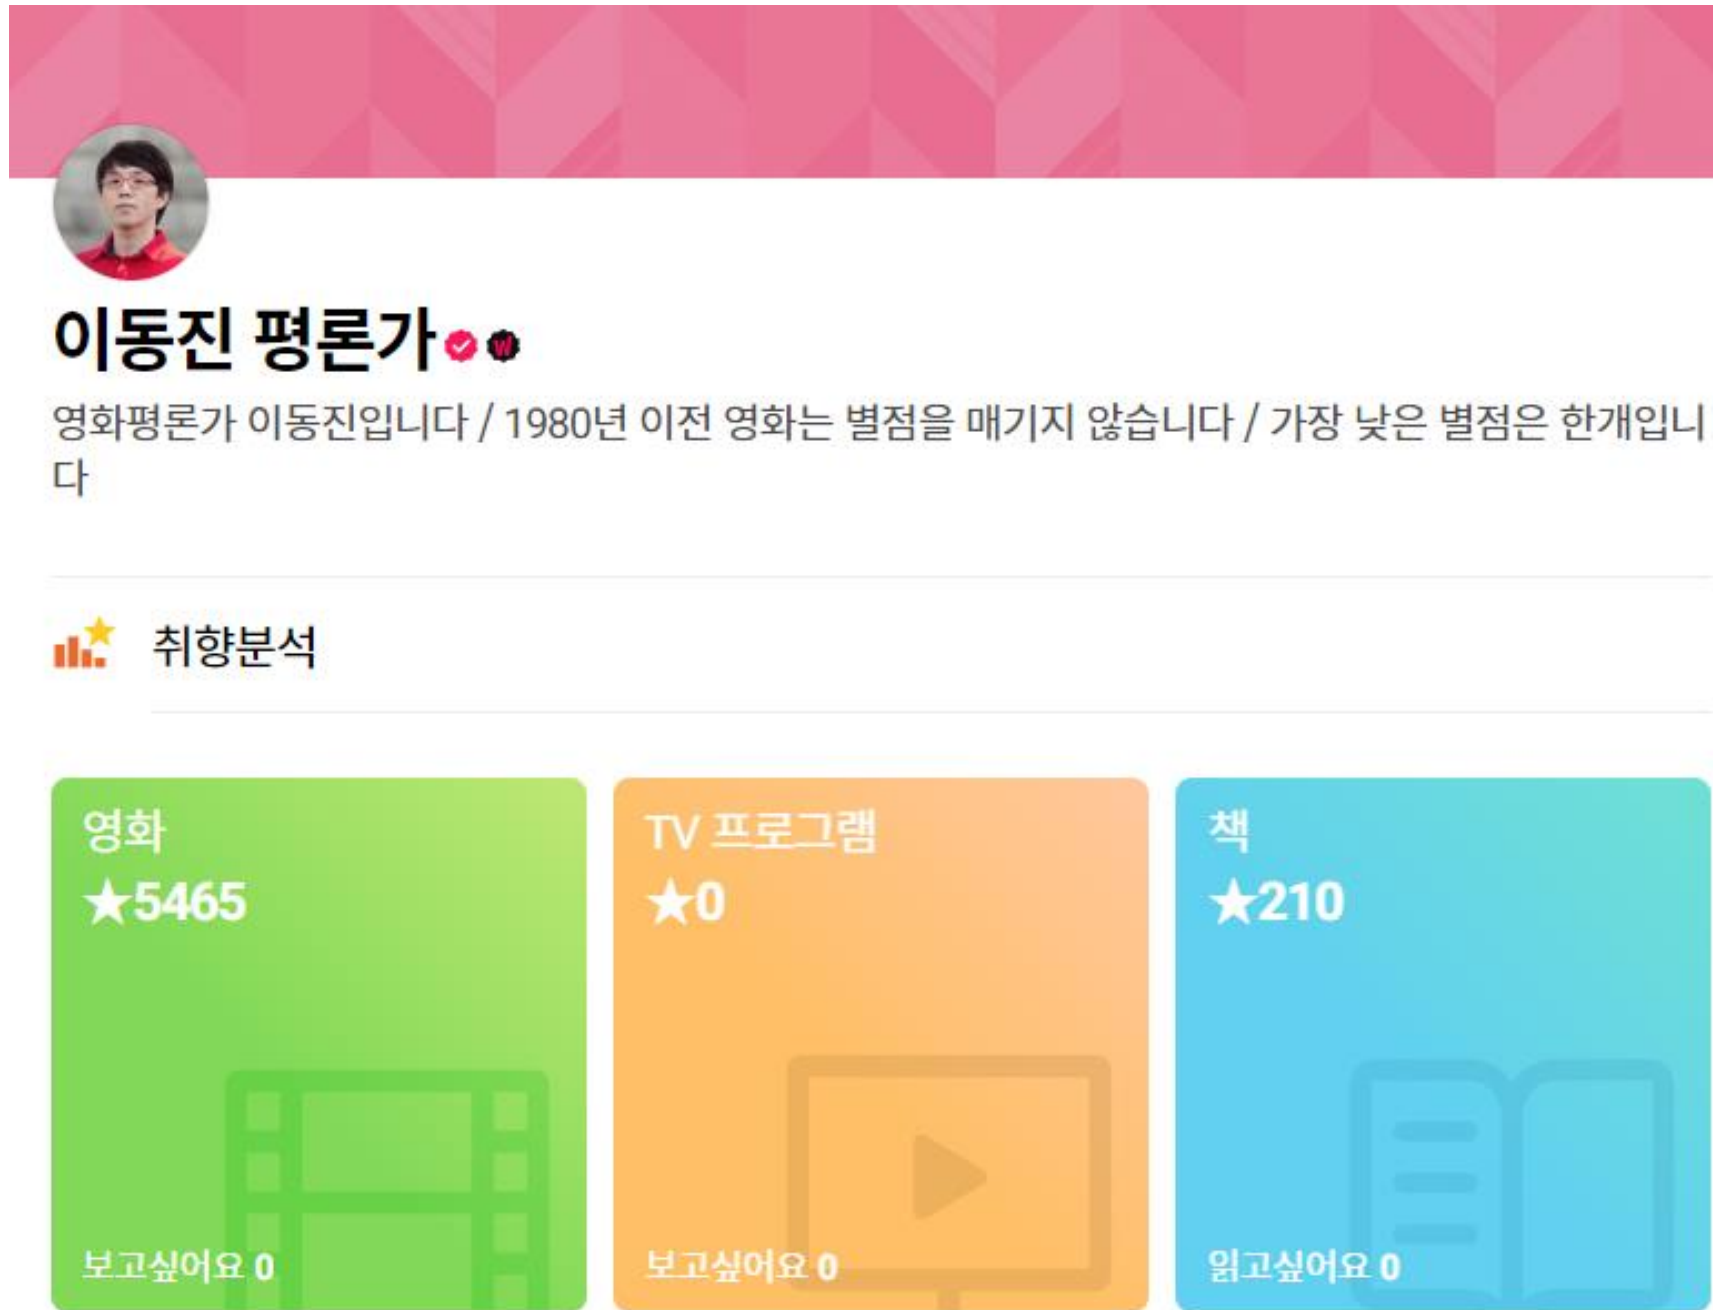 이동진 평론가
영화평론가 이동진입니다 / 1980년 이전 영화는 별점을 매기지 않습니다 / 가장 낮은 별점은 한개입니
다
취향분석
영화
★5465
보고싶어요 0
TV 프로그램
★0
보고싶어요 0
책
★210
읽고싶어요 0